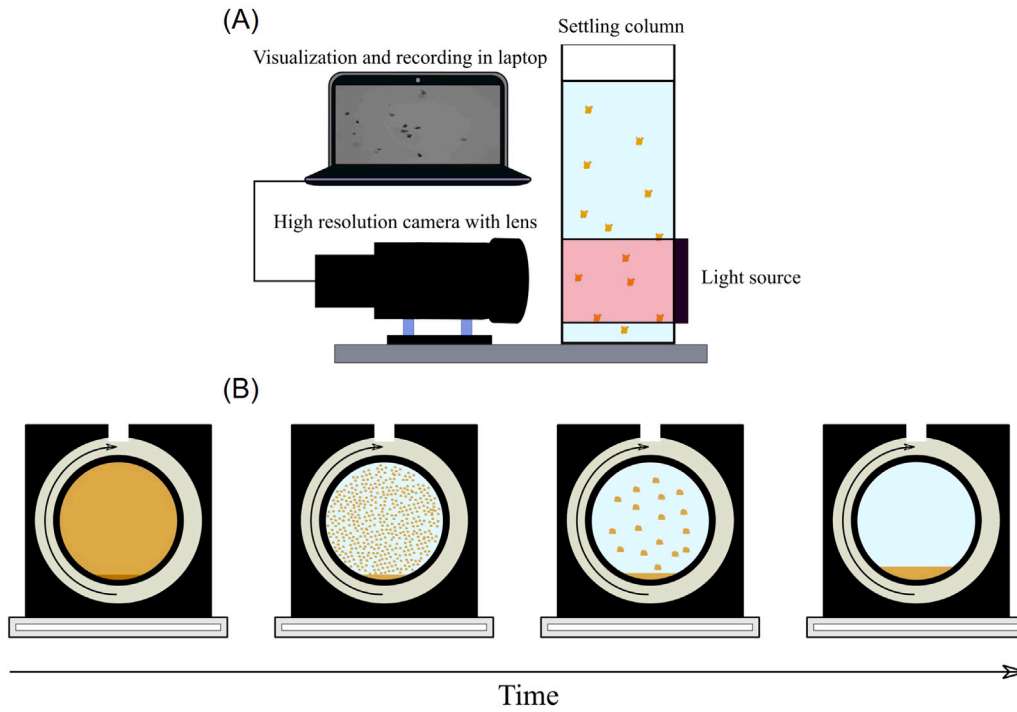 (A)
Settling column
Visualization and recording in laptop
High resolution camera with lens
Light source
(B)
Time